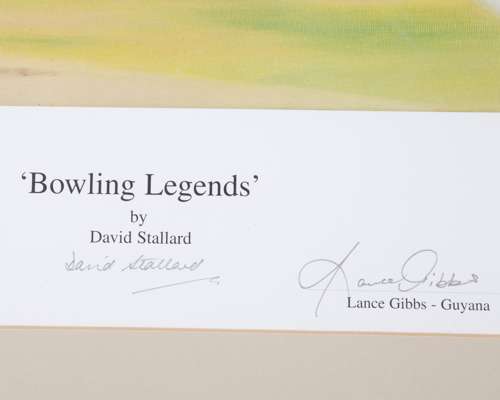 ‘Bowling Legends’
by
David Stallard
David Stallard
Lance Gibbs
Lance Gibbs - Guyana